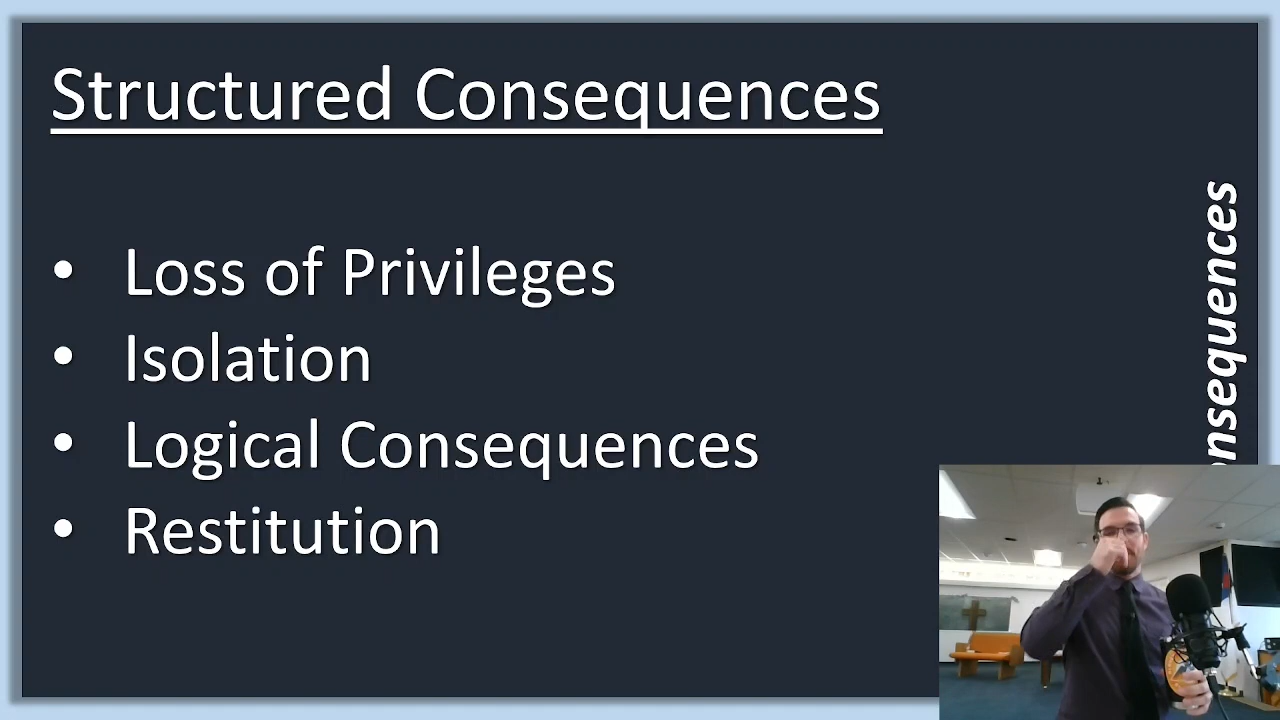 Structured Consequences
• Loss of Privileges
• Isolation
• Logical Consequences
• Restitution